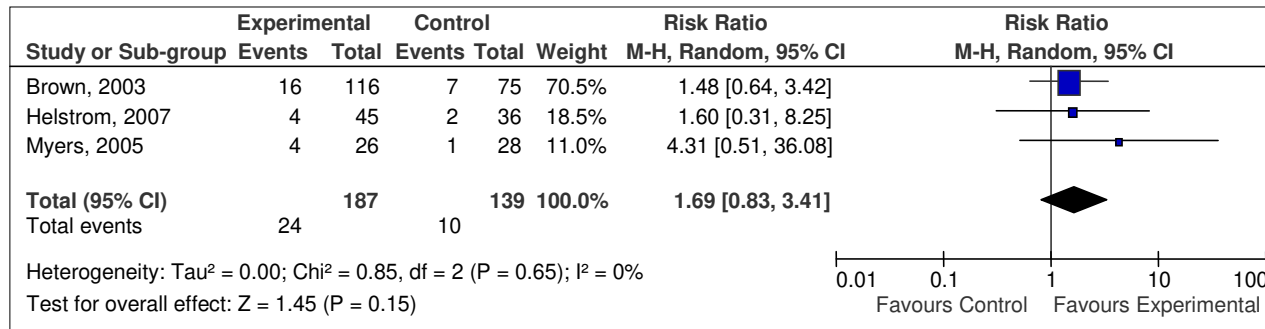 Experimental Control Risk Ratio Risk Ratio
Study or Sub-group Events Total Events Total Weight M-H, Random, 95% CI M-H, Random, 95% CI
Brown, 2003 16 116 7 75 70.5% 1.48 [0.64, 3.42]
Helstrom, 2007 4 45 2 36 18.5% 1.60 [0.31, 8.25]
Myers, 2005 4 26 1 28 11.0% 4.31 [0.51, 36.08]
Total (95% CI) 187 139 100.0% 1.69 [0.83, 3.41]
Total events 24 10
Heterogeneity: Tau² = 0.00; Chi² = 0.85, df = 2 (P = 0.65); I² = 0%
Test for overall effect: Z = 1.45 (P = 0.15)
0.01 0.1 1 10 100
Favours Control Favours Experimental